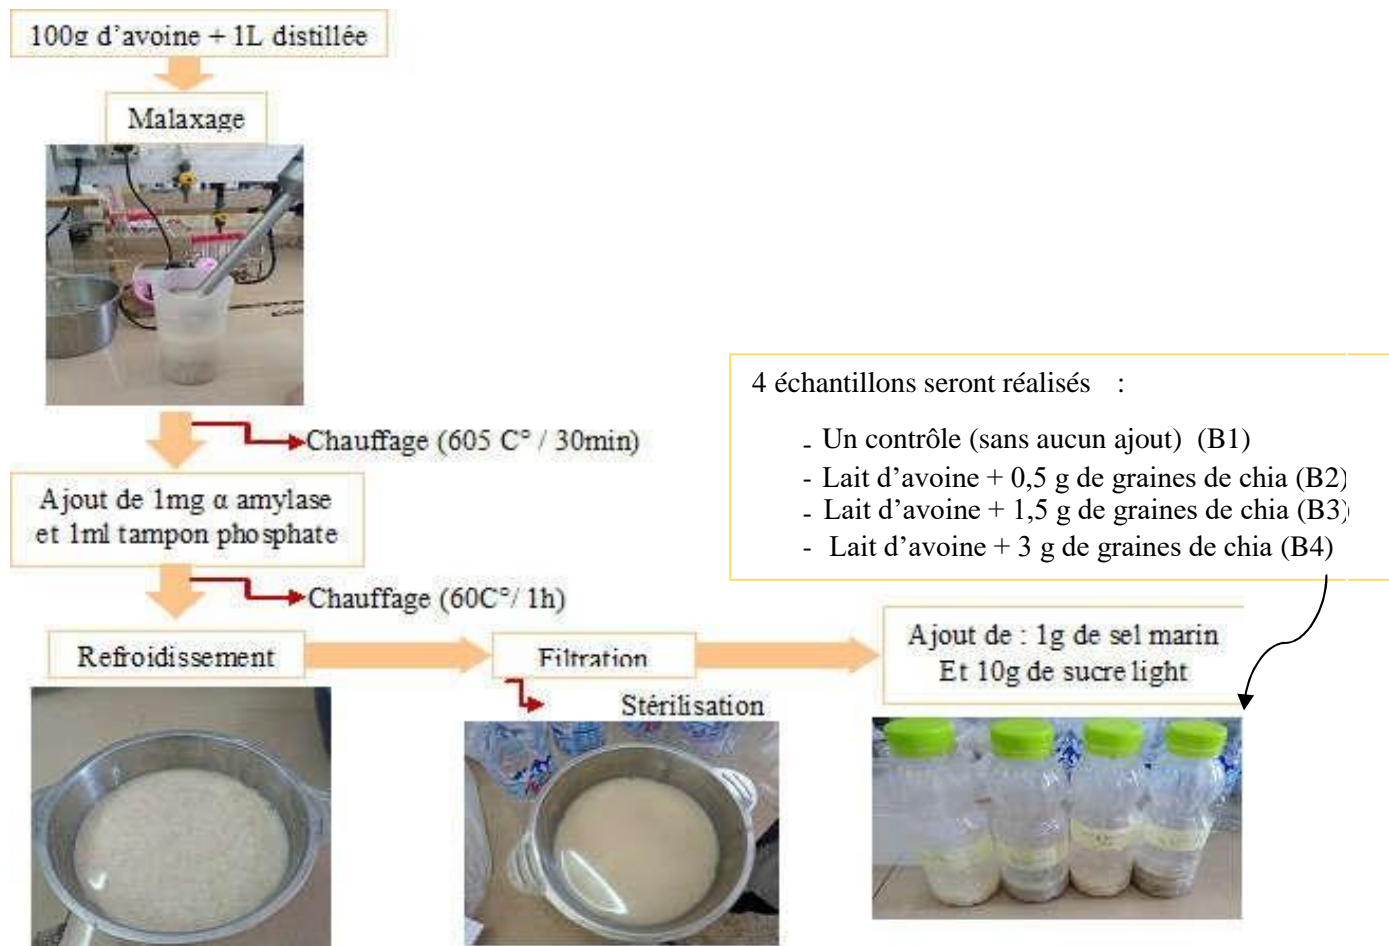 100g d'avoine + 1L distillée
Malaxage
Chauffage (605 C° / 30min)
Ajout de 1mg α amylase
et 1ml tampon phosphate
Chauffage (60C°/ 1h)
Refroidissement
Filtration
Stérilisation
4 échantillons seront réalisés :
- Un contrôle (sans aucun ajout) (B1)
- Lait d'avoine + 0,5 g de graines de chia (B2)
- Lait d'avoine + 1,5 g de graines de chia (B3)
- Lait d'avoine + 3 g de graines de chia (B4)
Ajout de : 1g de sel marin
Et 10g de sucre light